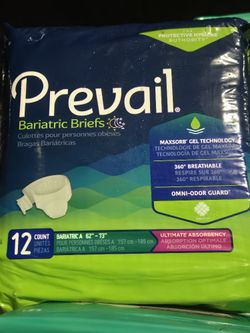 PROTECTIVE HYGIENE
AUTHORITY
Prevail®
Bariatric Briefs
Culottes pour personnes obèses
Bragas Bariátricas
MAXSORB GEL TECHNOLOGY
TECHNOLOGIE DE GEL MAXSORB
TECNOLOGÍA DE GEL MAXSORB
360° BREATHABLE
RESPIRE SUR 360°
360° RESPIRABLE
OMNI-ODOR GUARD™
12 COUNT
UNITÉS
PIEZAS
BARIATRIC A 62" - 73"
POUR PERSONNES OBÈSES A 157 cm - 185 cm
BARIÁTRICA A 157 cm - 185 cm
ULTIMATE ABSORBENCY
ABSORPTION OPTIMALE
ABSORCIÓN ÚLTIMO